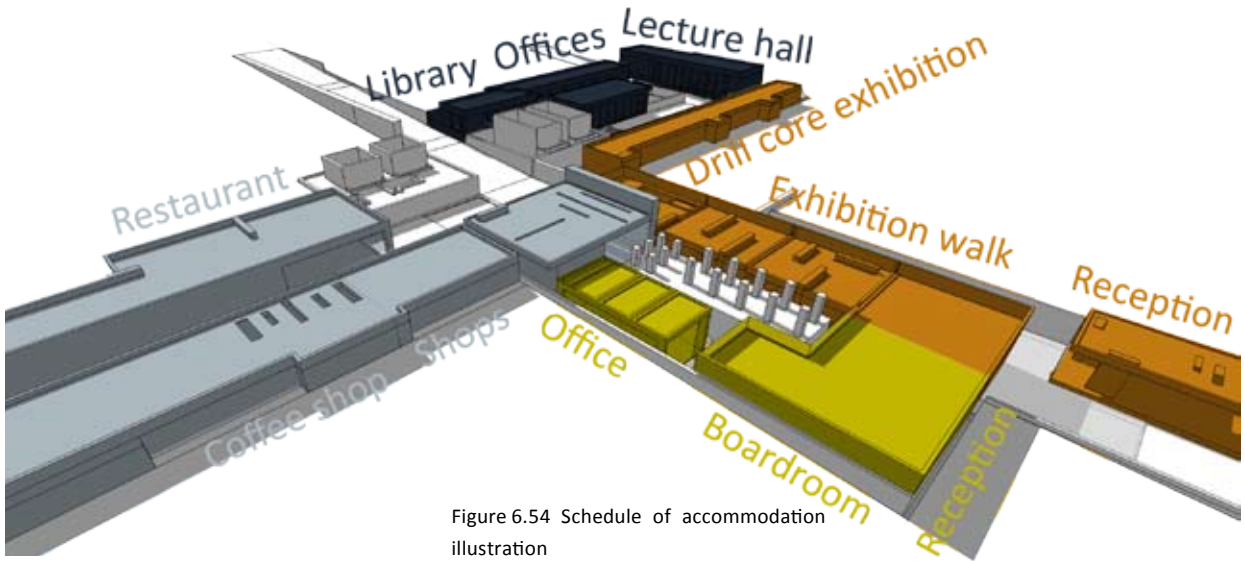 Library Offices Lecture hall
Drill core exhibition
Restaurant
Exhibition walk
Reception
Coffee shop Shops
Office
Boardroom
Reception
Figure 6.54 Schedule of accommodation
illustration